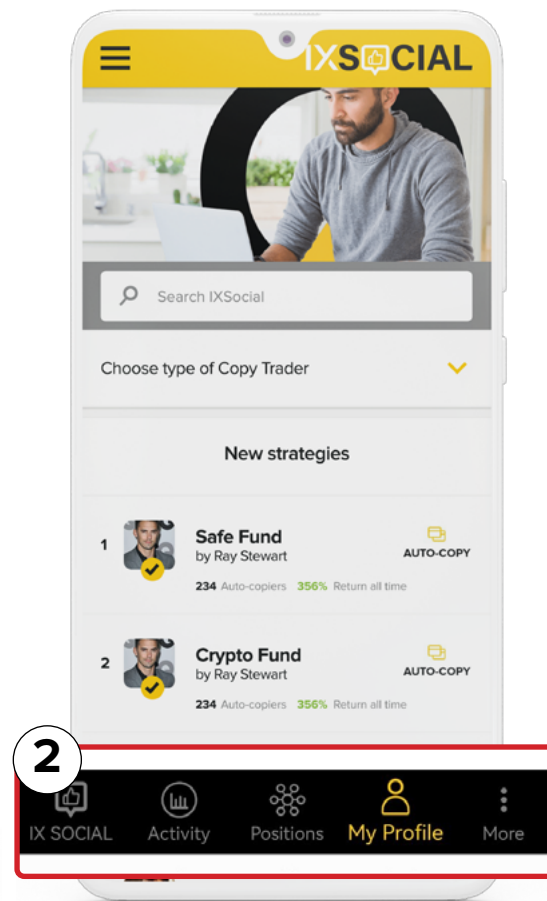 IXSOCIAL
Search IXSocial
Choose type of Copy Trader
New strategies
1
Safe Fund
by Ray Stewart
AUTO-COPY
234 Auto-copiers 356% Return all time
2
Crypto Fund
by Ray Stewart
AUTO-COPY
234 Auto-copiers 356% Return all time
2
IX SOCIAL Activity Positions My Profile More